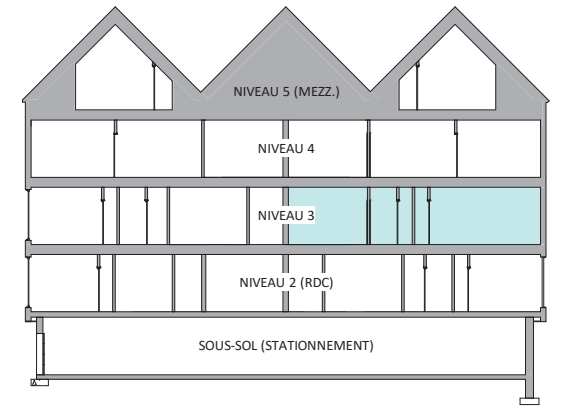 NIVEAU 5 (MEZZ.)
NIVEAU 4
NIVEAU 3
NIVEAU 2 (RDC)
SOUS-SOL (STATIONNEMENT)